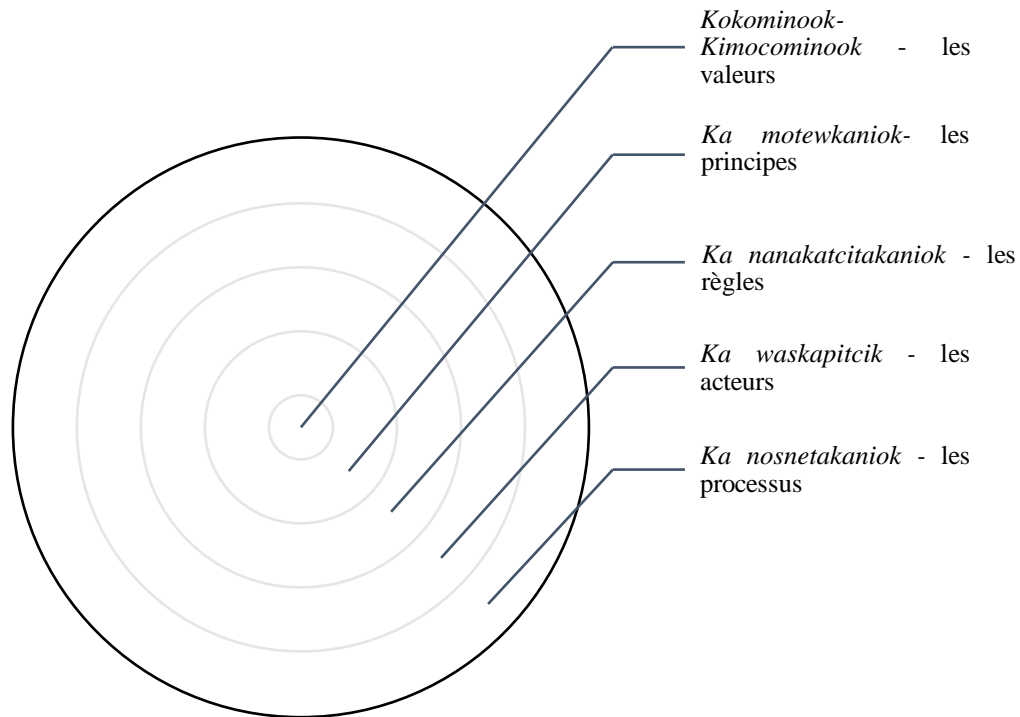 Kokominook-
Kimocominook - les
valeurs
Ka motewkaniok- les
principes
Ka nanakatcitakaniok - les
règles
Ka waskapitcik - les
acteurs
Ka nosnetakaniok - les
processus